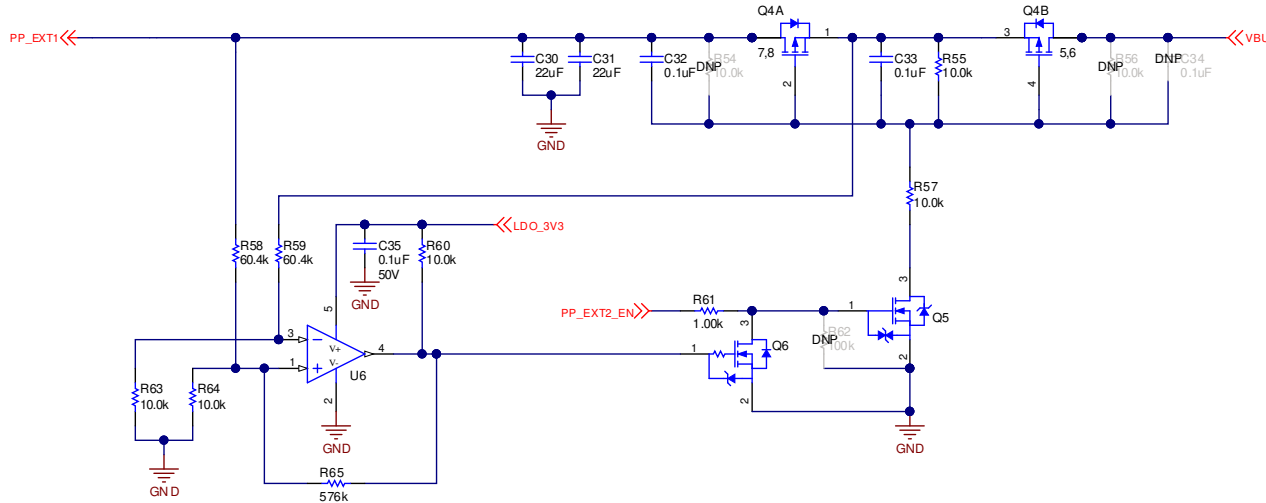 Q4A
Q4B
PP_EXT1
1
3
VBU
7,8
5,6
C30
22uF
C31
22uF
C32
0.1uF
R54
10.0k
DNP
2
C33
0.1uF
R55
10.0k
4
R56
10.0k
DNP
C34
0.1uF
DNP
GND
R57
10.0k
LDO_3V3
R58
60.4k
R59
60.4k
C35
0.1uF
50V
R60
10.0k
GND
3
5
PP_EXT2_EN
R61
1.00k
1
Q5
3
V+
4
3
R62
100k
DNP
1
V-
U6
1
Q6
2
R63
10.0k
R64
10.0k
2
2
GND
GND
GND
R65
576k